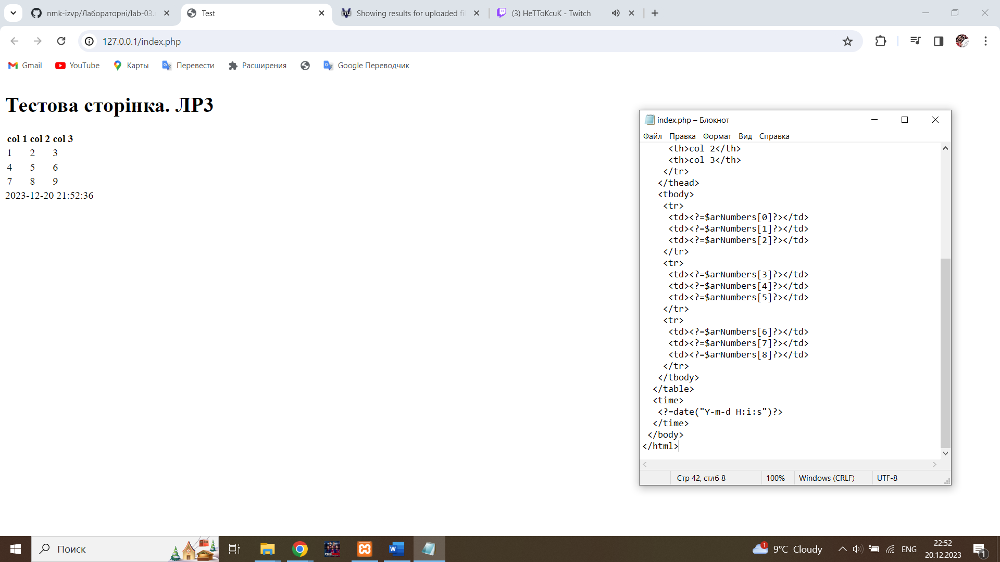 nmk-izvp/Лабораторні/lab-03.
Test
Showing results for uploaded fi
(3) HeTToKcuK - Twitch
127.0.0.1/index.php
Gmail
YouTube
Карты
Перевести
Расширения
Google Переводчик
Тестова сторінка. ЛР3
col 1 col 2 col 3
1 2 3
4 5 6
7 8 9
2023-12-20 21:52:36
index.php – Блокнот
Файл Правка Формат Вид Справка
<th>col 2</th>
<th>col 3</th>
</tr>
</thead>
<tbody>
<tr>
<td><?=$arNumbers[0]?></td>
<td><?=$arNumbers[1]?></td>
<td><?=$arNumbers[2]?></td>
</tr>
<tr>
<td><?=$arNumbers[3]?></td>
<td><?=$arNumbers[4]?></td>
<td><?=$arNumbers[5]?></td>
</tr>
<tr>
<td><?=$arNumbers[6]?></td>
<td><?=$arNumbers[7]?></td>
<td><?=$arNumbers[8]?></td>
</tr>
</tbody>
</table>
<time>
<?=date("Y-m-d H:i:s")?>
</time>
</body>
</html>
Стр 42, стлб 8
100%
Windows (CRLF)
UTF-8
Поиск
1
9°C Cloudy
ENG
22:52
20.12.2023
1